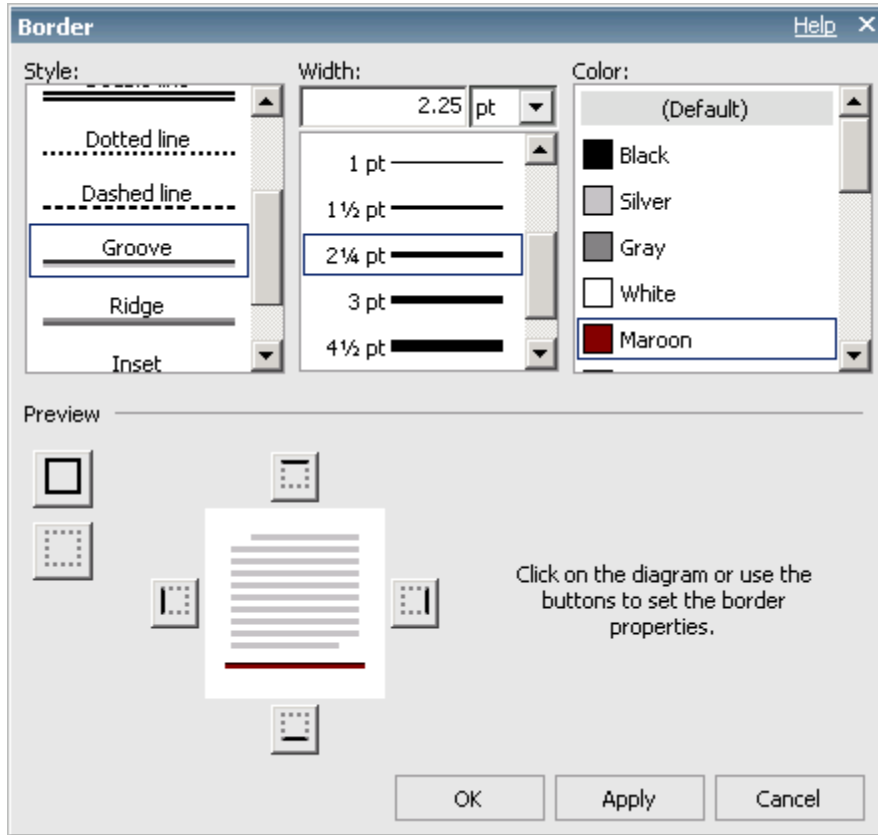 Border
Help
Style:
Width:
Color:
2.25 pt
(Default)
Dotted line
Dashed line
Groove
Ridge
Inset
1 pt
1½ pt
2¼ pt
3 pt
4½ pt
Black
Silver
Gray
White
Maroon
Preview
Click on the diagram or use the
buttons to set the border
properties.
OK
Apply
Cancel